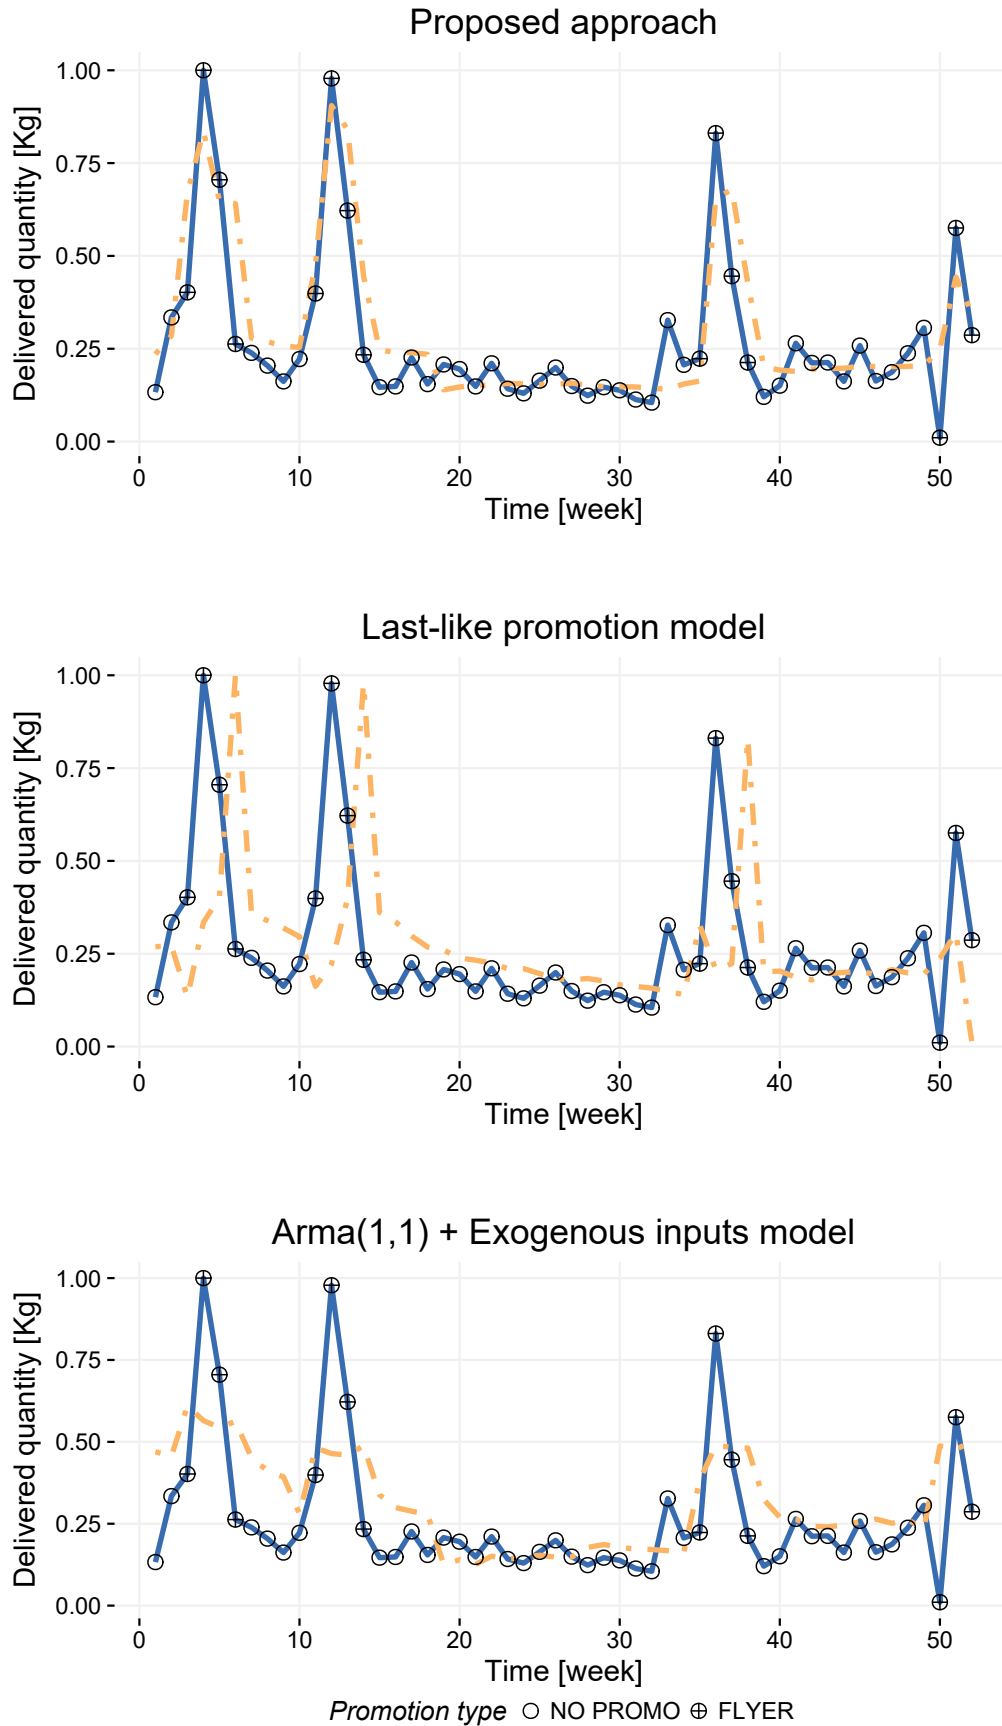 Proposed approach
Delivered quantity [Kg]
1.00
0.75
0.50
0.25
0.00
0 10 20 30 40 50
Time [week]
Last-like promotion model
Delivered quantity [Kg]
1.00
0.75
0.50
0.25
0.00
0 10 20 30 40 50
Time [week]
Arma(1,1) + Exogenous inputs model
Delivered quantity [Kg]
1.00
0.75
0.50
0.25
0.00
0 10 20 30 40 50
Time [week]
Promotion type NO PROMO FLYER